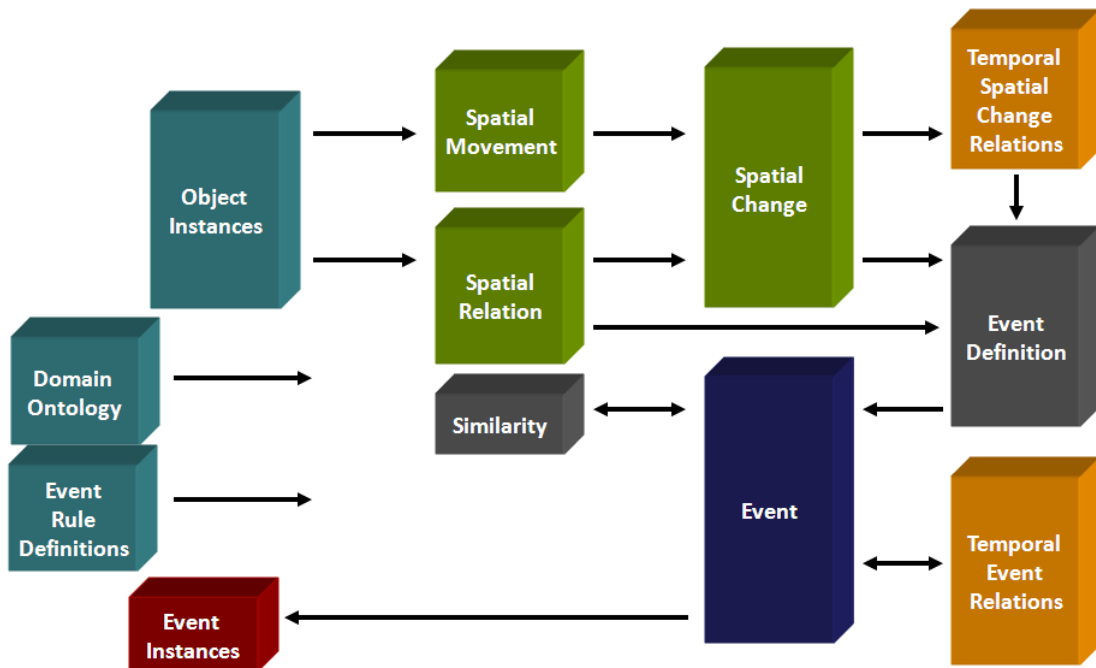 Spatial
Movement
Spatial
Change
Temporal
Spatial
Change
Relations
Object
Instances
Spatial
Relation
Event
Definition
Domain
Ontology
Similarity
Event
Rule
Definitions
Event
Temporal
Event
Relations
Event
Instances